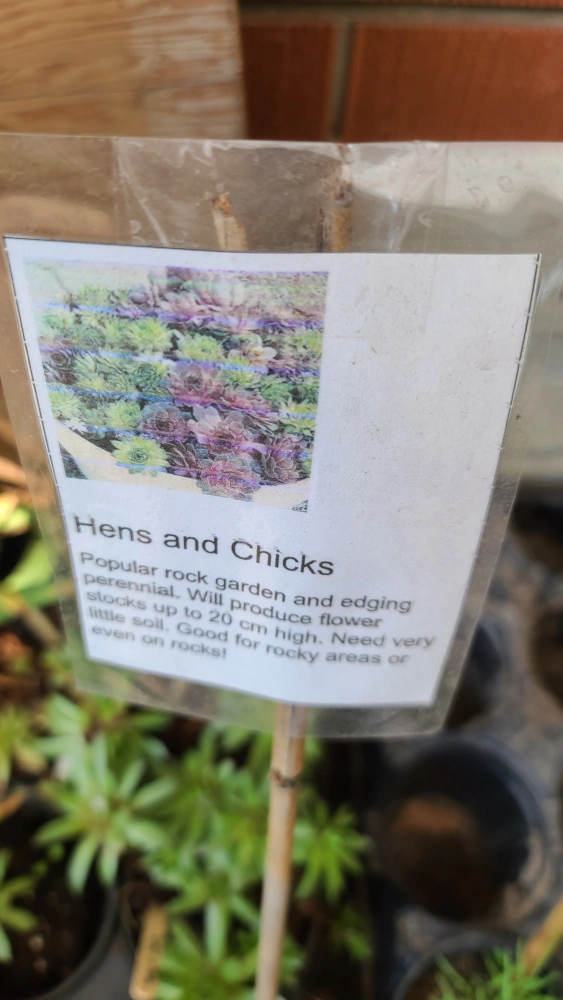 Hens and Chicks
Popular rock garden and edging
perennial. Will produce flower
stocks up to 20 cm high. Need very
little soil. Good for rocky areas or
even on rocks!